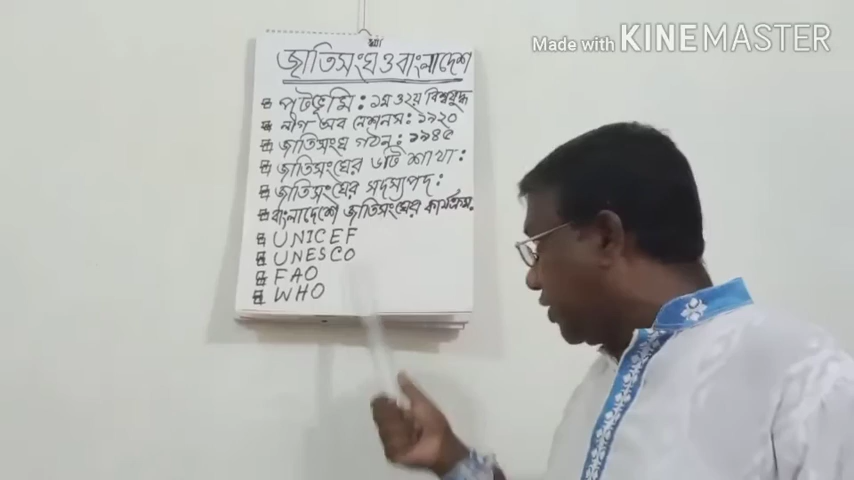 Made with KINEMASTER
জাতিসংঘ ও বাংলাদেশ
পটভূমি : ১ম ও ২য় বিশ্বযুদ্ধ
লীগ অব নেশনস : ১৯২০
জাতিসংঘ গঠন : ১৯৪৫
জাতিসংঘের ৬টি শাখা :
জাতিসংঘের সদস্যপদ :
বাংলাদেশে জাতিসংঘের কার্যক্রম
UNICEF
UNESCO
FAO
WHO